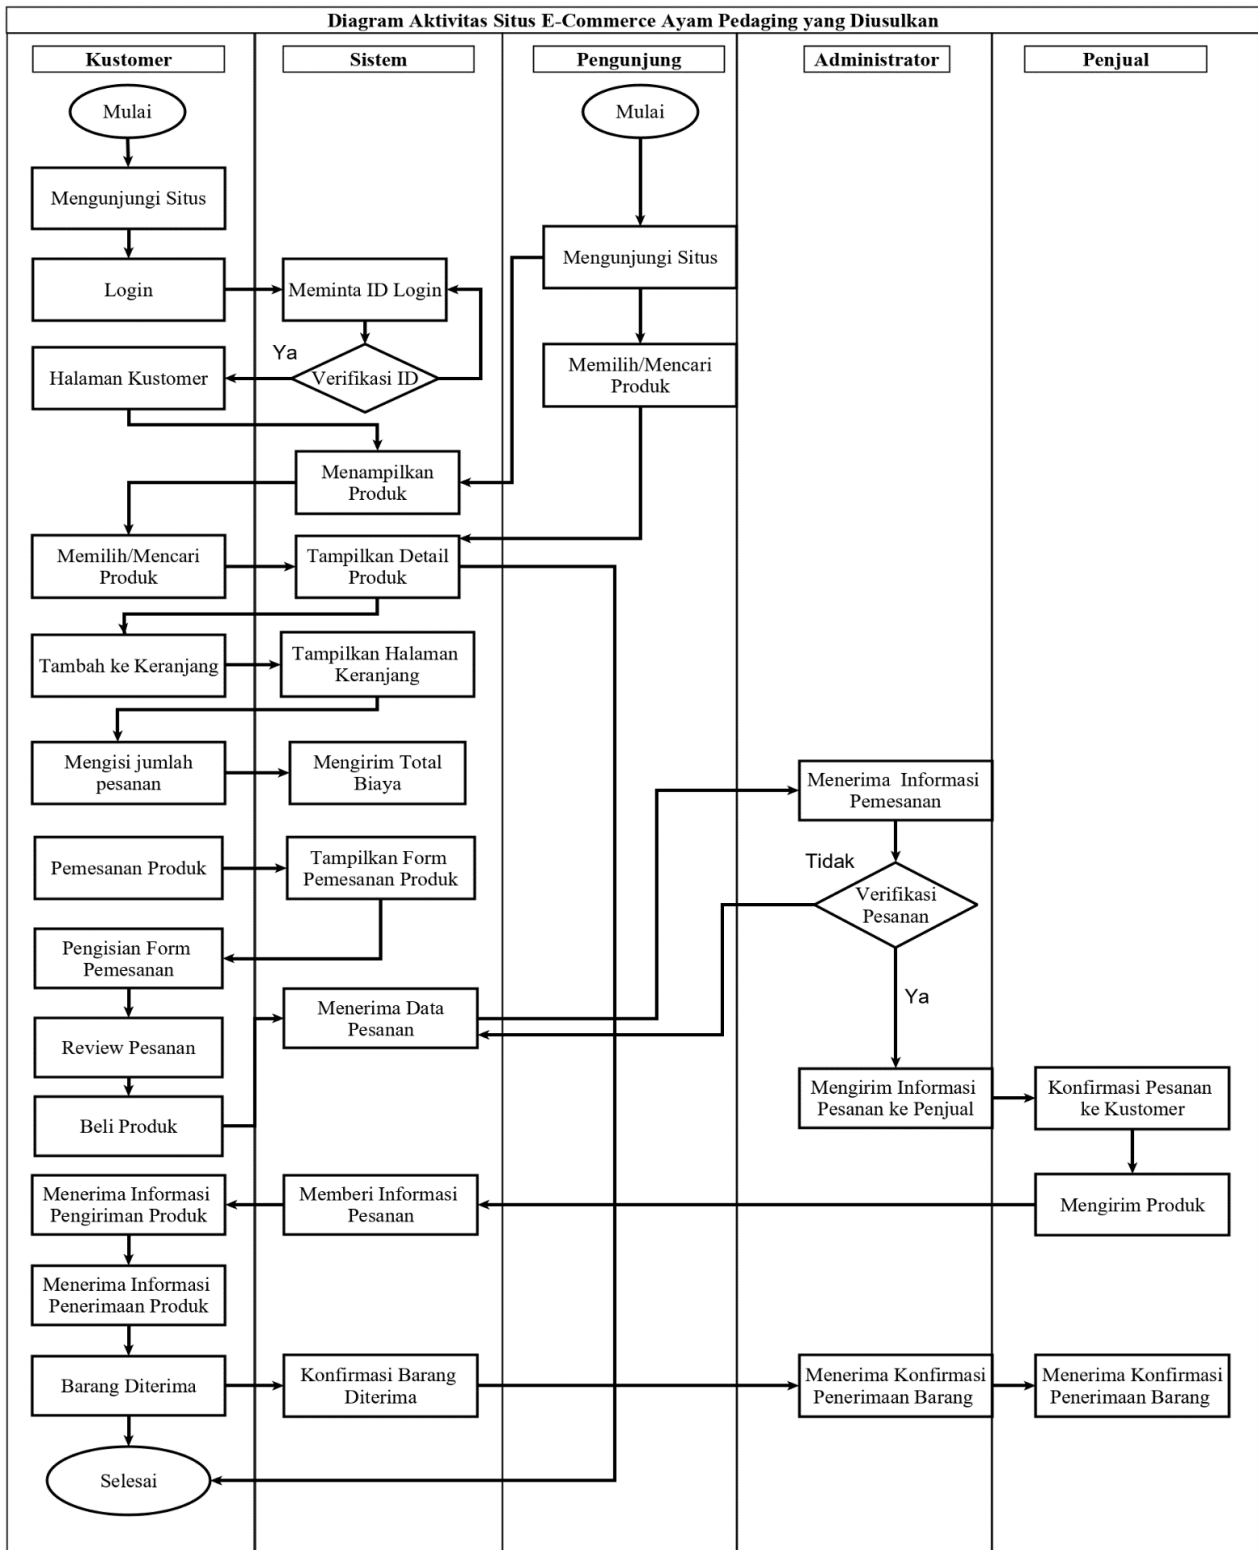 Diagram Aktivitas Situs E-Commerce Ayam Pedaging yang Diusulkan
Kustomer
Sistem
Pengunjung
Administrator
Penjual
Mulai
Mulai
Mengunjungi Situs
Mengunjungi Situs
Login
Meminta ID Login
Ya
Halaman Kustomer
Verifikasi ID
Memilih/Mencari
Produk
Menampilkan
Produk
Memilih/Mencari
Produk
Tampilkan Detail
Produk
Tambah ke Keranjang
Tampilkan Halaman
Keranjang
Mengisi jumlah
pesanan
Mengirim Total
Biaya
Menerima Informasi
Pemesanan
Pemesanan Produk
Tampilkan Form
Pemesanan Produk
Tidak
Verifikasi
Pesanan
Pengisian Form
Pemesanan
Ya
Menerima Data
Pesanan
Review Pesanan
Mengirim Informasi
Pesanan ke Penjual
Konfirmasi Pesanan
ke Kustomer
Beli Produk
Menerima Informasi
Pengiriman Produk
Memberi Informasi
Pesanan
Mengirim Produk
Menerima Informasi
Penerimaan Produk
Barang Diterima
Konfirmasi Barang
Diterima
Menerima Konfirmasi
Penerimaan Barang
Menerima Konfirmasi
Penerimaan Barang
Selesai